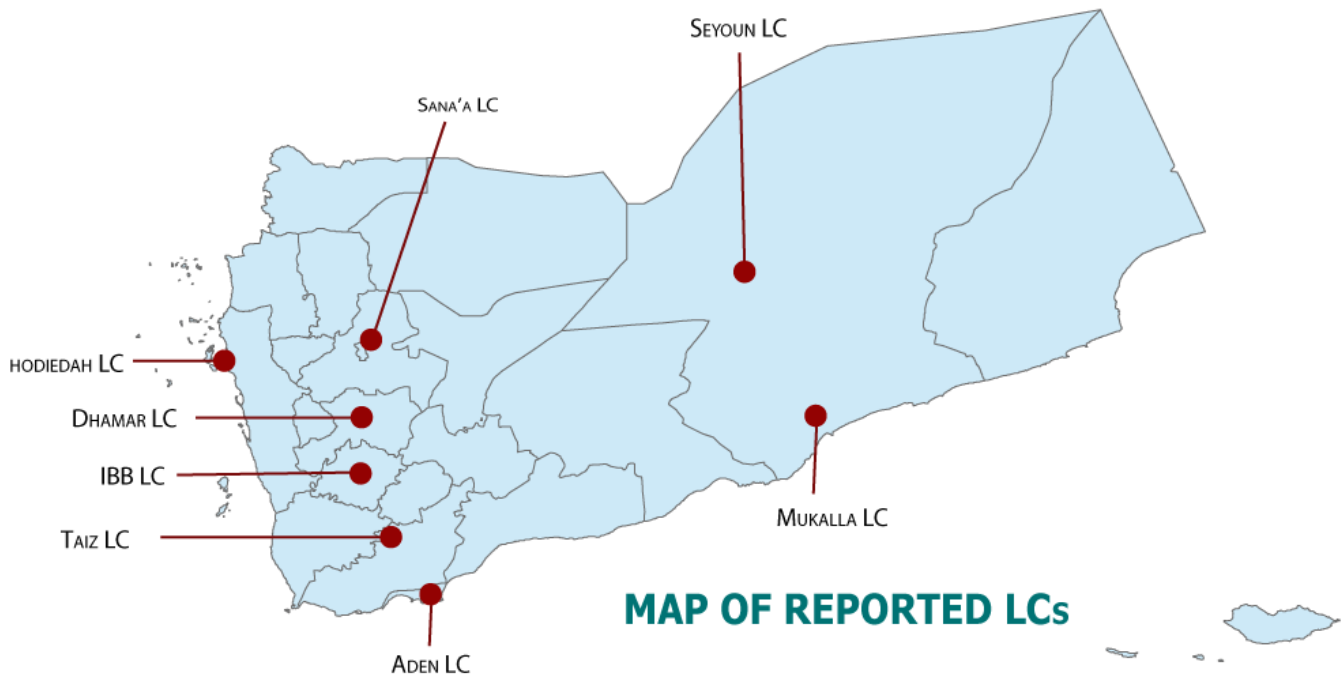 SEYOUN LC
SANA'A LC
HODIEDAH LC
DHAMAR LC
IBB LC
TAIZ LC
MUKALLA LC
MAP OF REPORTED LCs
ADEN LC